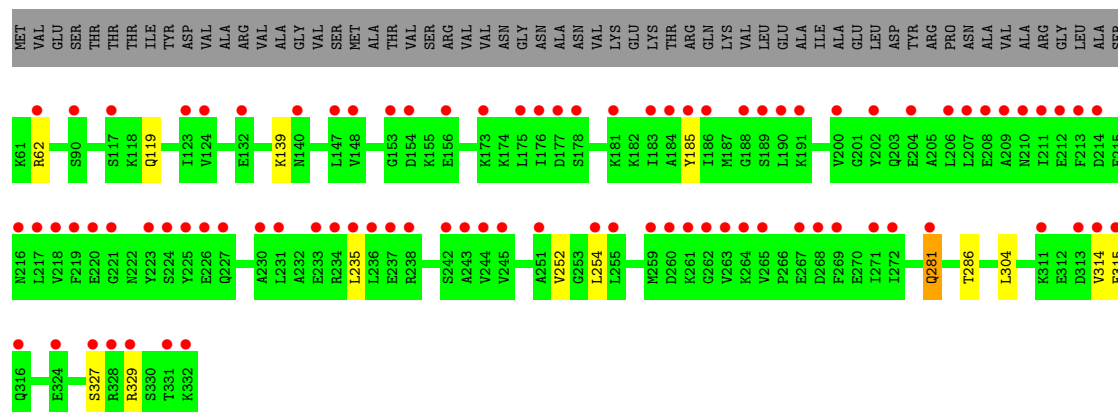 MET VAL GLU SER THR THR THR ILE TYR ASP VAL ALA ARG VAL ALA GLY VAL SER MET ALA THR VAL SER ARG VAL VAL ASN GLY ASN ALA ASN VAL LYS GLU LYS THR ARG GLN LYS VAL LEU GLU ALA ILE ALA GLU LEU ASP TYR ARG PRO ASN ALA VAL ALA ARG GLY LEU ALA SER
K61 R62 S90 S117 K118 Q119 I123 V124 E132 K139 N140 L147 V148 G153 D154 K155 E156 K173 K174 L175 I176 D177 S178 K181 K182 I183 A184 Y185 I186 M187 G188 S189 L190 K191 V200 G201 Y202 Q203 E204 A205 L206 L207 E208 A209 N210 I211 E212 F213 D214
N216 L217 V218 F219 E220 G221 N222 Y223 S224 Y225 E226 Q227 A230 L231 A232 E233 R234 L235 L236 E237 R238 S242 A243 V244 V245 A251 V252 G253 L254 L255 M259 D260 K261 G262 V263 K264 V265 P266 E267 D268 F269 E270 I271 I272 Q281 T286 L304 K311 E312 D313 V314
Q316 E324 S327 R328 R329 S330 T331 K332